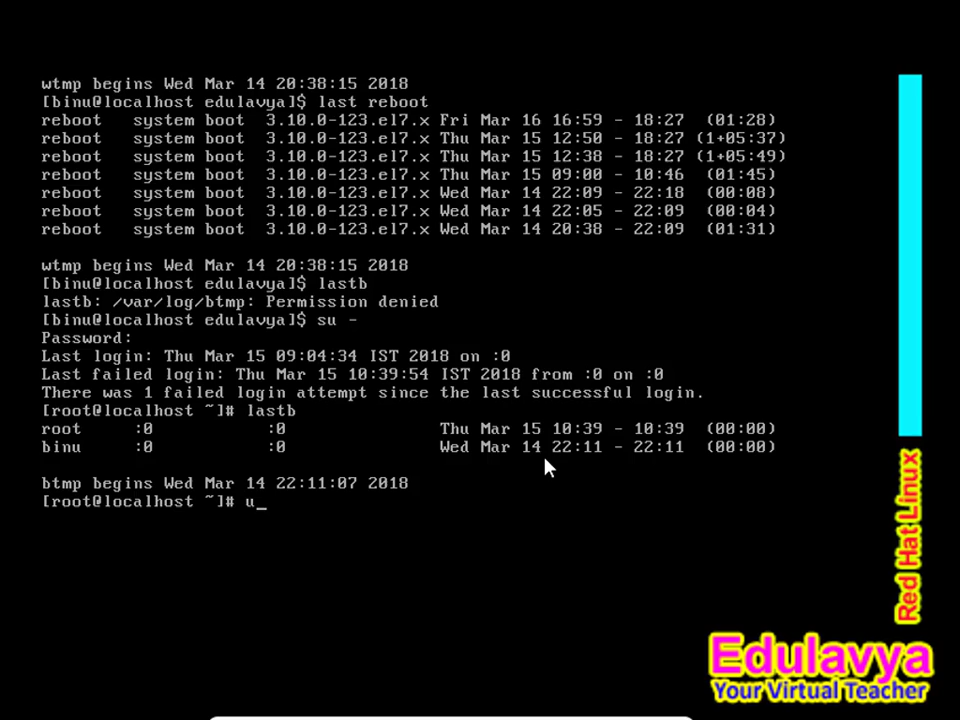 wtmp begins Wed Mar 14 20:38:15 2018
[binu@localhost edulavya]$ last reboot
reboot   system boot  3.10.0-123.el7.x Fri Mar 16 16:59 - 18:27  (01:28)
reboot   system boot  3.10.0-123.el7.x Thu Mar 15 12:50 - 18:27 (1+05:37)
reboot   system boot  3.10.0-123.el7.x Thu Mar 15 12:38 - 18:27 (1+05:49)
reboot   system boot  3.10.0-123.el7.x Thu Mar 15 09:00 - 10:46  (01:45)
reboot   system boot  3.10.0-123.el7.x Wed Mar 14 22:09 - 22:18  (00:08)
reboot   system boot  3.10.0-123.el7.x Wed Mar 14 22:05 - 22:09  (00:04)
reboot   system boot  3.10.0-123.el7.x Wed Mar 14 20:38 - 22:09  (01:31)
wtmp begins Wed Mar 14 20:38:15 2018
[binu@localhost edulavya]$ lastb
lastb: /var/log/btmp: Permission denied
[binu@localhost edulavya]$ su -
Password:
Last login: Thu Mar 15 09:04:34 IST 2018 on :0
Last failed login: Thu Mar 15 10:39:54 IST 2018 from :0 on :0
There was 1 failed login attempt since the last successful login.
[root@localhost ~]# lastb
root     :0           :0               Thu Mar 15 10:39 - 10:39  (00:00)
binu     :0           :0               Wed Mar 14 22:11 - 22:11  (00:00)
btmp begins Wed Mar 14 22:11:07 2018
[root@localhost ~]# u_
Red Hat Linux
Edulavya
Your Virtual Teacher